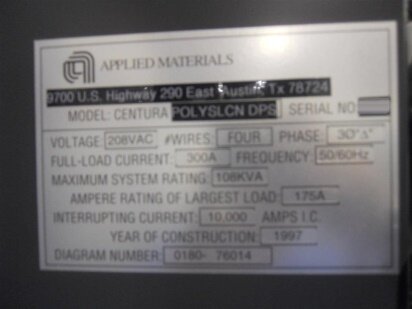 APPLIED MATERIALS
9700 U.S. Highway 290 East Austin, Tx 78724
MODEL: CENTURA POLYSLCN DPS SERIAL NO:
VOLTAGE: 208VAC #WIRES: FOUR PHASE: 3Ø"Δ"
FULL-LOAD CURRENT: 300A FREQUENCY: 50/60Hz
MAXIMUM SYSTEM RATING: 108KVA
AMPERE RATING OF LARGEST LOAD: 175A
INTERRUPTING CURRENT: 10,000 AMPS I.C.
YEAR OF CONSTRUCTION: 1997
DIAGRAM NUMBER: 0180- 76014